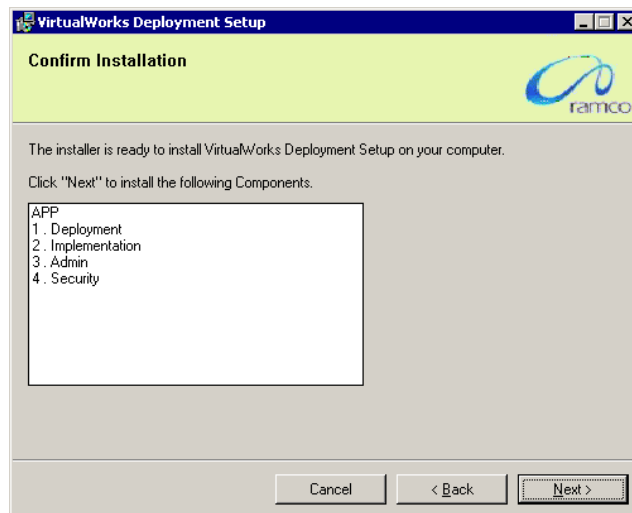 VirtualWorks Deployment Setup
Confirm Installation
ramco
The installer is ready to install VirtualWorks Deployment Setup on your computer.
Click "Next" to install the following Components.
APP
1 . Deployment
2 . Implementation
3 . Admin
4 . Security
Cancel
< Back
Next >